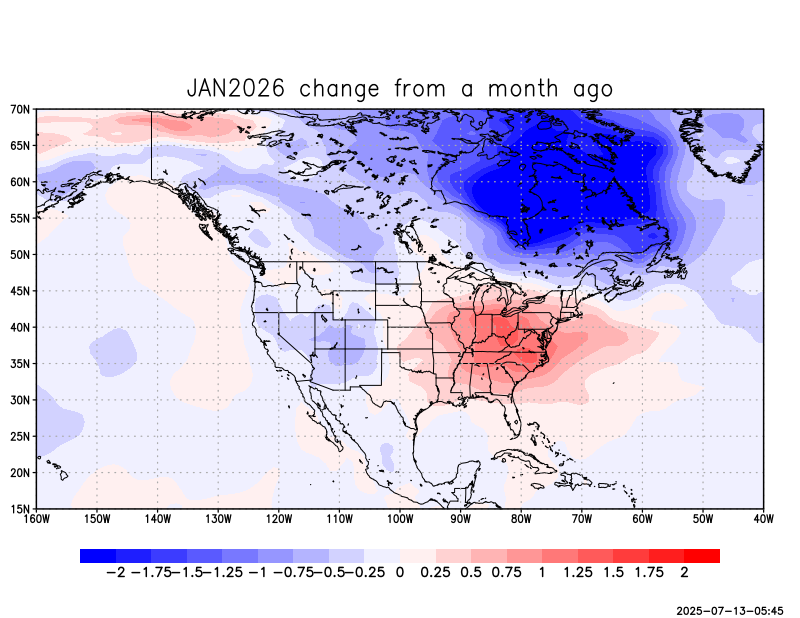 JAN2026 change from a month ago
70N
65N
60N
55N
50N
45N
40N
35N
30N
25N
20N
15N
160W 150W 140W 130W 120W 110W 100W 90W 80W 70W 60W 50W 40W
−2 −1.75 −1.5 −1.25 −1 −0.75 −0.5 −0.25 0 0.25 0.5 0.75 1 1.25 1.5 1.75 2
2025-07-13-05:45